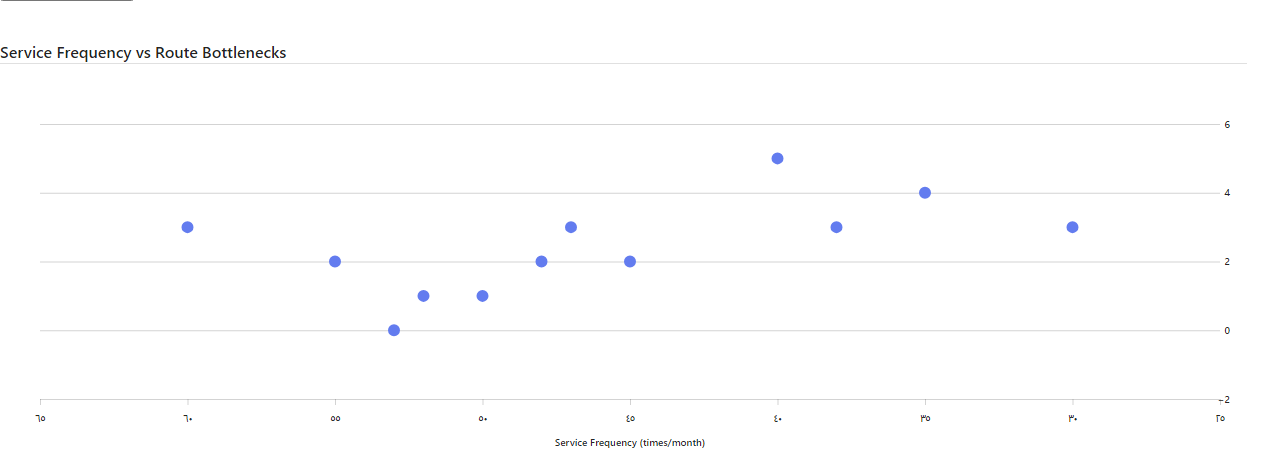 Service Frequency vs Route Bottlenecks
6
4
2
0
-2
٦٥ ٦٠ ٥٥ ٥٠ ٤٥ ٤٠ ٣٥ ٣٠ ٢٥
Service Frequency (times/month)